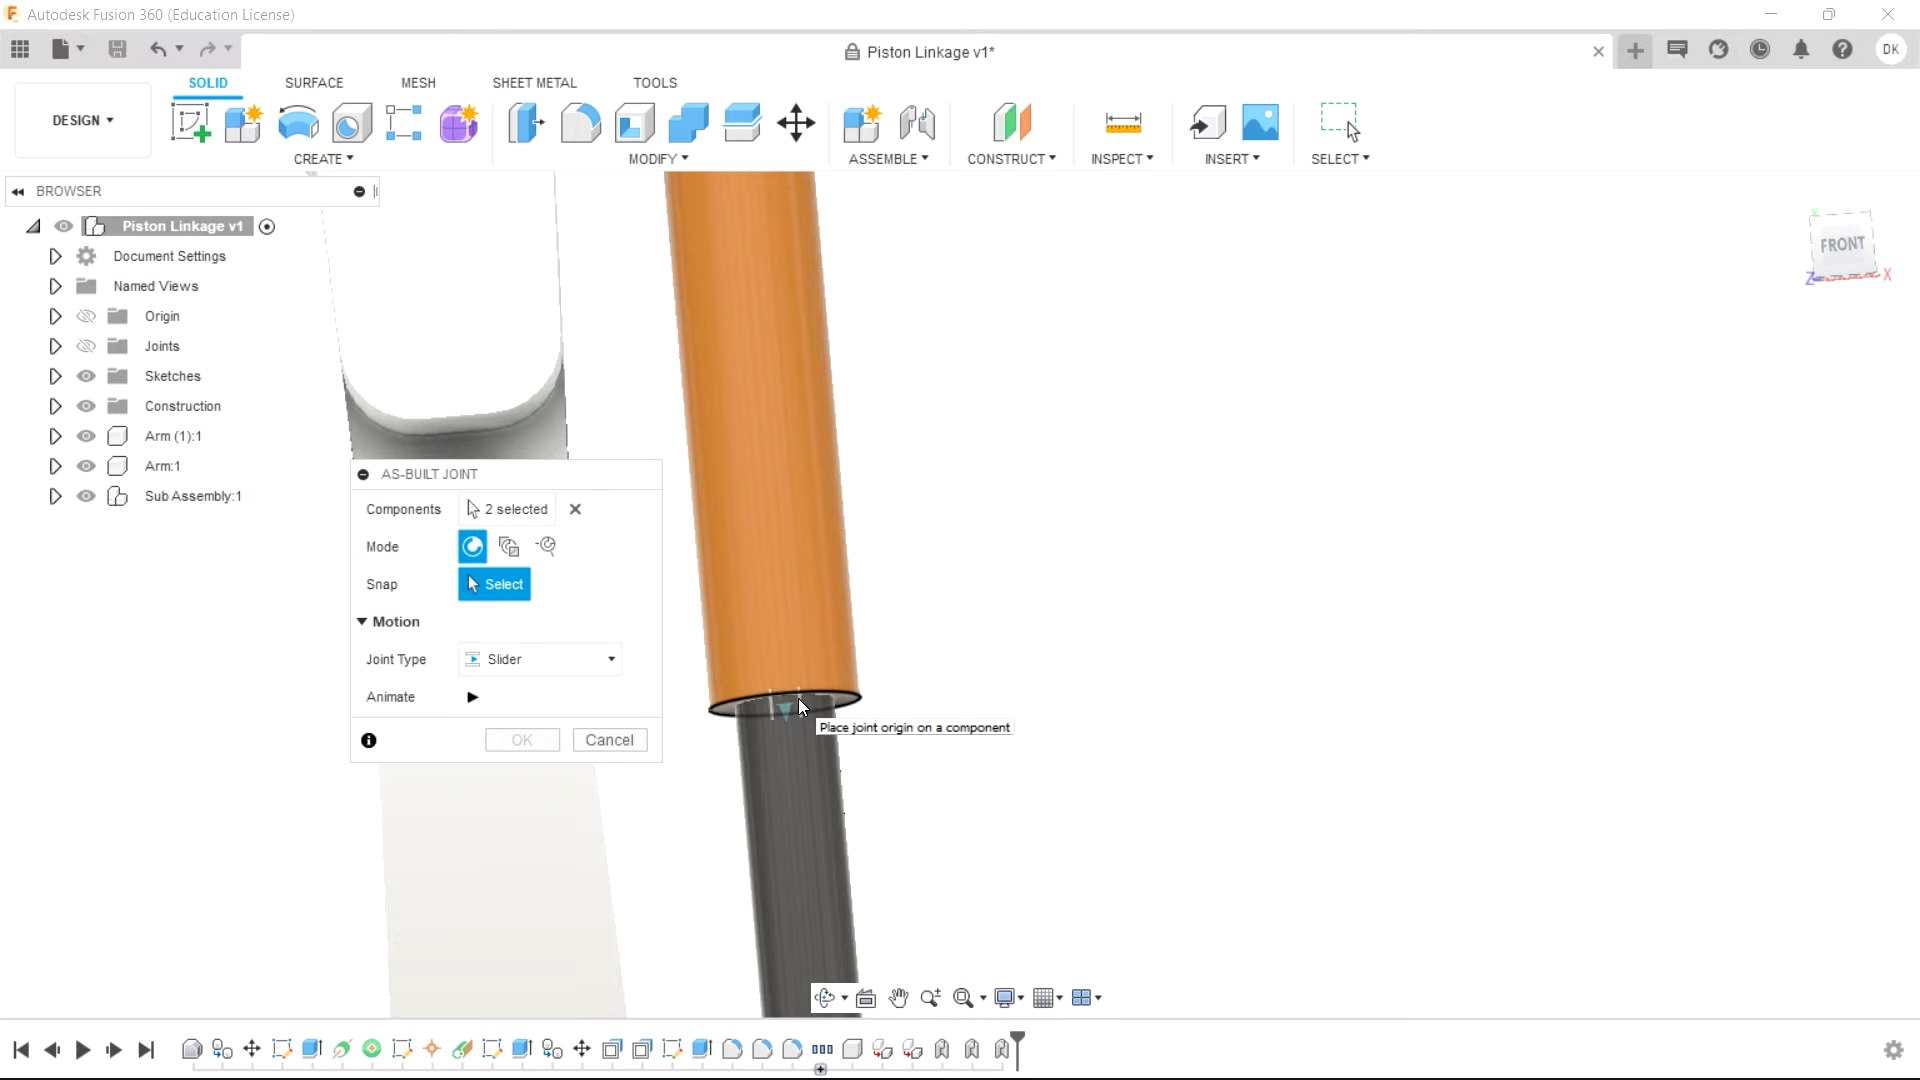 Autodesk Fusion 360 (Education License)
Piston Linkage v1*
DK
SOLID SURFACE MESH SHEET METAL TOOLS
DESIGN
CREATE MODIFY ASSEMBLE CONSTRUCT INSPECT INSERT SELECT
BROWSER
Piston Linkage v1
Document Settings
Named Views
Origin
Joints
Sketches
Construction
Arm (1):1
Arm:1
Sub Assembly:1
Y
FRONT
Z X
AS-BUILT JOINT
Components 2 selected
Mode
Snap Select
Motion
Joint Type Slider
Animate
OK Cancel
Place joint origin on a component